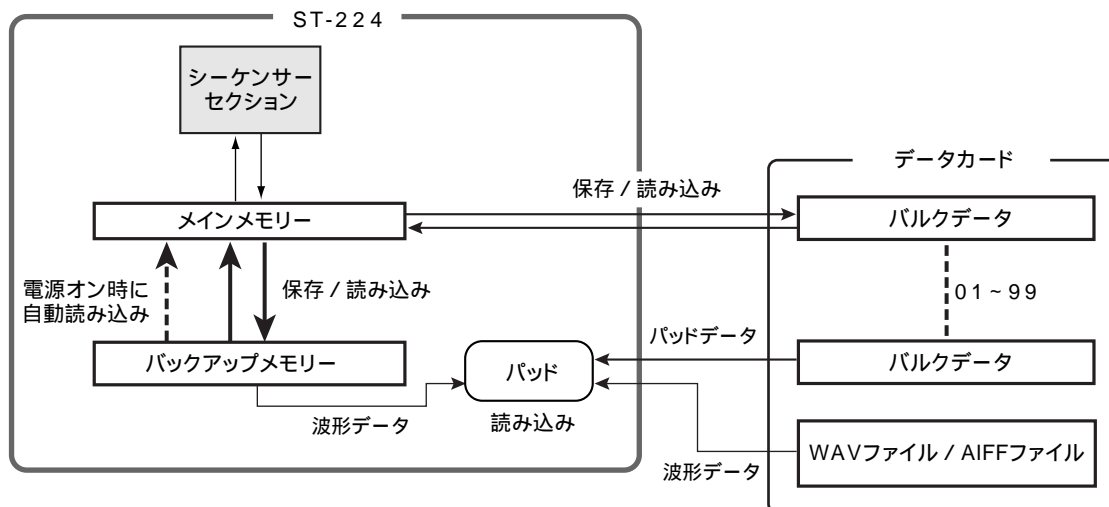 ST-224
シーケンサー
セクション
データカード
保存 / 読み込み
メインメモリー
バルクデータ
電源オン時に
自動読み込み
保存 / 読み込み
01~99
パッドデータ
バックアップメモリー
パッド
バルクデータ
波形データ
読み込み
WAVファイル / AIFFファイル
波形データ